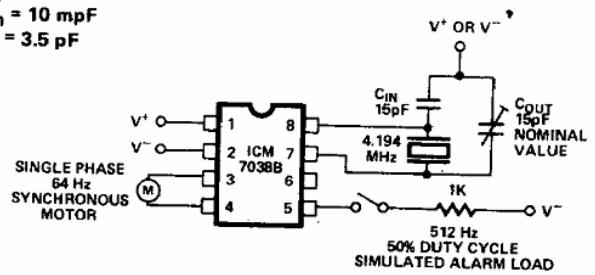 = 10 mpF
= 3.5 pF
V+ OR V−
CIN
15pF
COUT
15pF
NOMINAL
VALUE
V+
1
8
4.194
MHz
V−
2
ICM
7038B
7
SINGLE PHASE
64 Hz
SYNCHRONOUS
MOTOR
M
3
6
4
5
1K
V−
512 Hz
50% DUTY CYCLE
SIMULATED ALARM LOAD